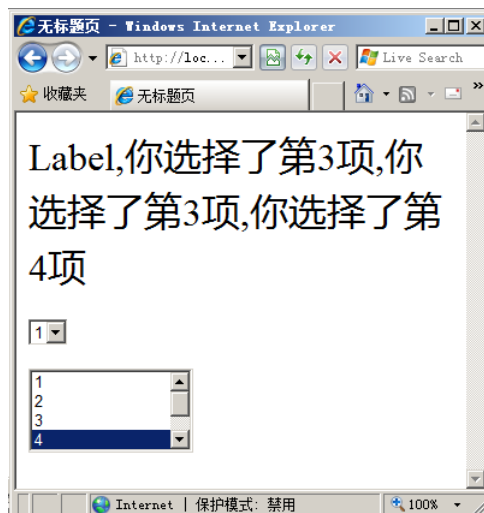 无标题页 - Windows Internet Explorer
http://loc...
Live Search
收藏夹
无标题页
»
Label,你选择了第3项,你
选择了第3项,你选择了第
4项
1
1
2
3
4
Internet | 保护模式: 禁用
100%